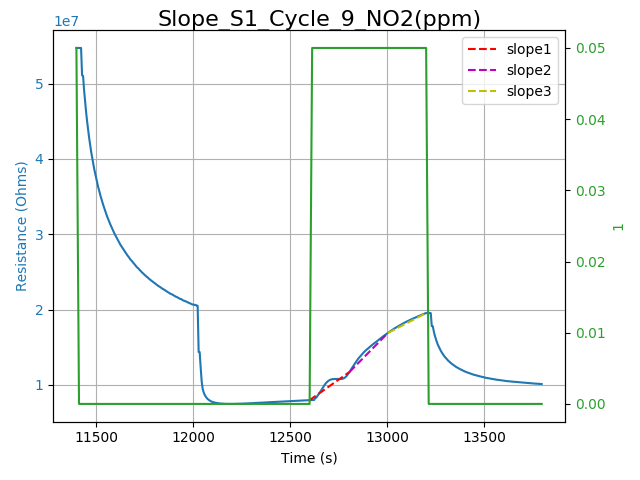 Slope_S1_Cycle_9_NO2(ppm)
1e7
slope1
slope2
slope3
5
4
3
2
1
Resistance (Ohms)
0.05
0.04
0.03
0.02
0.01
0.00
1
11500 12000 12500 13000 13500
Time (s)